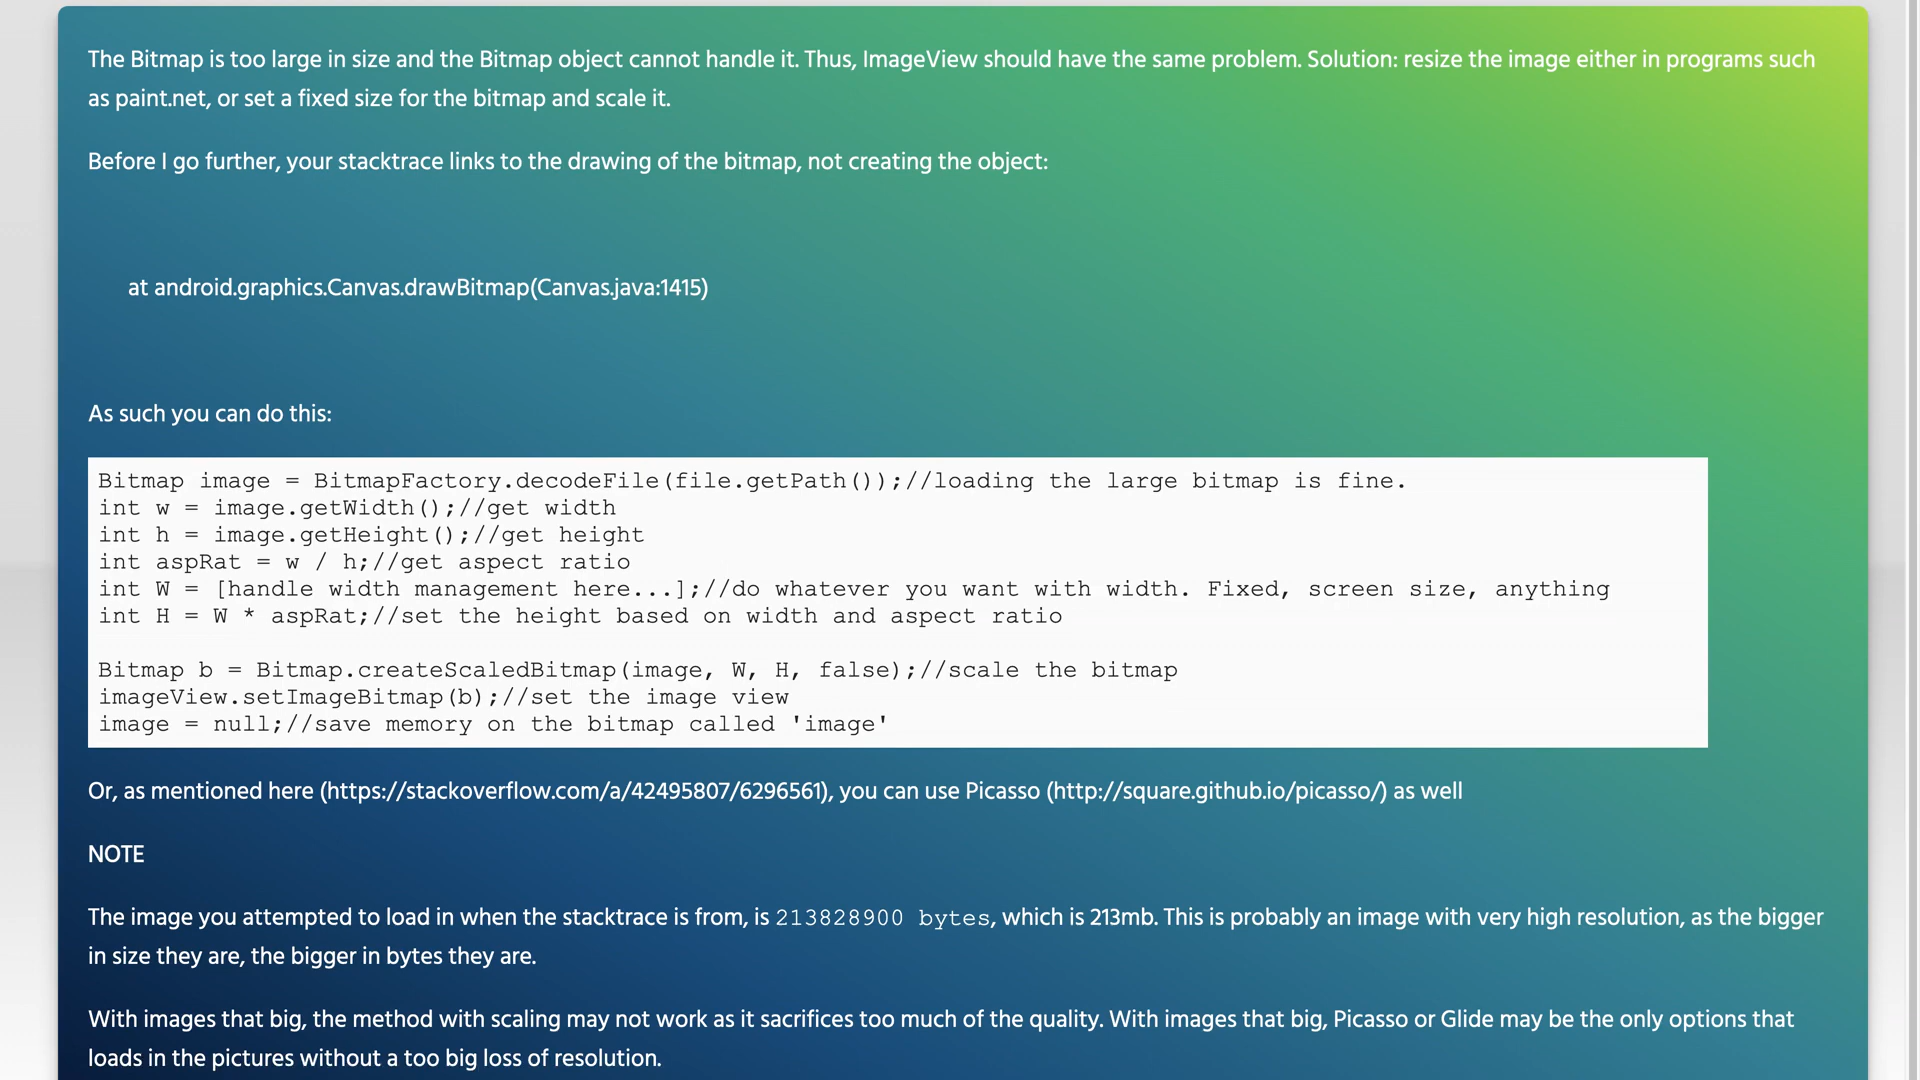 The Bitmap is too large in size and the Bitmap object cannot handle it. Thus, ImageView should have the same problem. Solution: resize the image either in programs such
as paint.net, or set a fixed size for the bitmap and scale it.
Before I go further, your stacktrace links to the drawing of the bitmap, not creating the object:
at android.graphics.Canvas.drawBitmap(Canvas.java:1415)
As such you can do this:
Bitmap image = BitmapFactory.decodeFile(file.getPath());//loading the large bitmap is fine.
int w = image.getWidth();//get width
int h = image.getHeight();//get height
int aspRat = w / h;//get aspect ratio
int W = [handle width management here...];//do whatever you want with width. Fixed, screen size, anything
int H = W * aspRat;//set the height based on width and aspect ratio
Bitmap b = Bitmap.createScaledBitmap(image, W, H, false);//scale the bitmap
imageView.setImageBitmap(b);//set the image view
image = null;//save memory on the bitmap called 'image'
Or, as mentioned here (https://stackoverflow.com/a/42495807/6296561), you can use Picasso (http://square.github.io/picasso/) as well
NOTE
The image you attempted to load in when the stacktrace is from, is 213828900 bytes, which is 213mb. This is probably an image with very high resolution, as the bigger
in size they are, the bigger in bytes they are.
With images that big, the method with scaling may not work as it sacrifices too much of the quality. With images that big, Picasso or Glide may be the only options that
loads in the pictures without a too big loss of resolution.